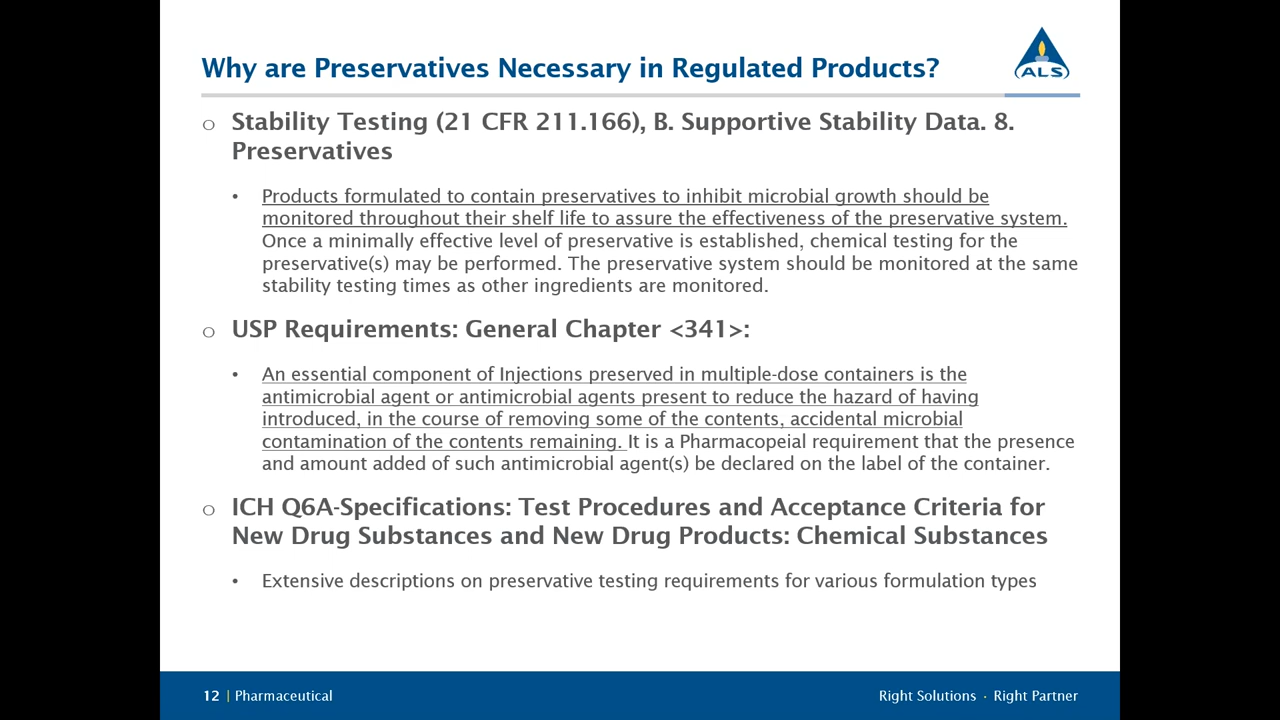 Why are Preservatives Necessary in Regulated Products?
ALS
o Stability Testing (21 CFR 211.166), B. Supportive Stability Data. 8.
Preservatives
• Products formulated to contain preservatives to inhibit microbial growth should be
monitored throughout their shelf life to assure the effectiveness of the preservative system.
Once a minimally effective level of preservative is established, chemical testing for the
preservative(s) may be performed. The preservative system should be monitored at the same
stability testing times as other ingredients are monitored.
o USP Requirements: General Chapter <341>:
• An essential component of Injections preserved in multiple-dose containers is the
antimicrobial agent or antimicrobial agents present to reduce the hazard of having
introduced, in the course of removing some of the contents, accidental microbial
contamination of the contents remaining. It is a Pharmacopeial requirement that the presence
and amount added of such antimicrobial agent(s) be declared on the label of the container.
o ICH Q6A-Specifications: Test Procedures and Acceptance Criteria for
New Drug Substances and New Drug Products: Chemical Substances
• Extensive descriptions on preservative testing requirements for various formulation types
12 | Pharmaceutical
Right Solutions · Right Partner